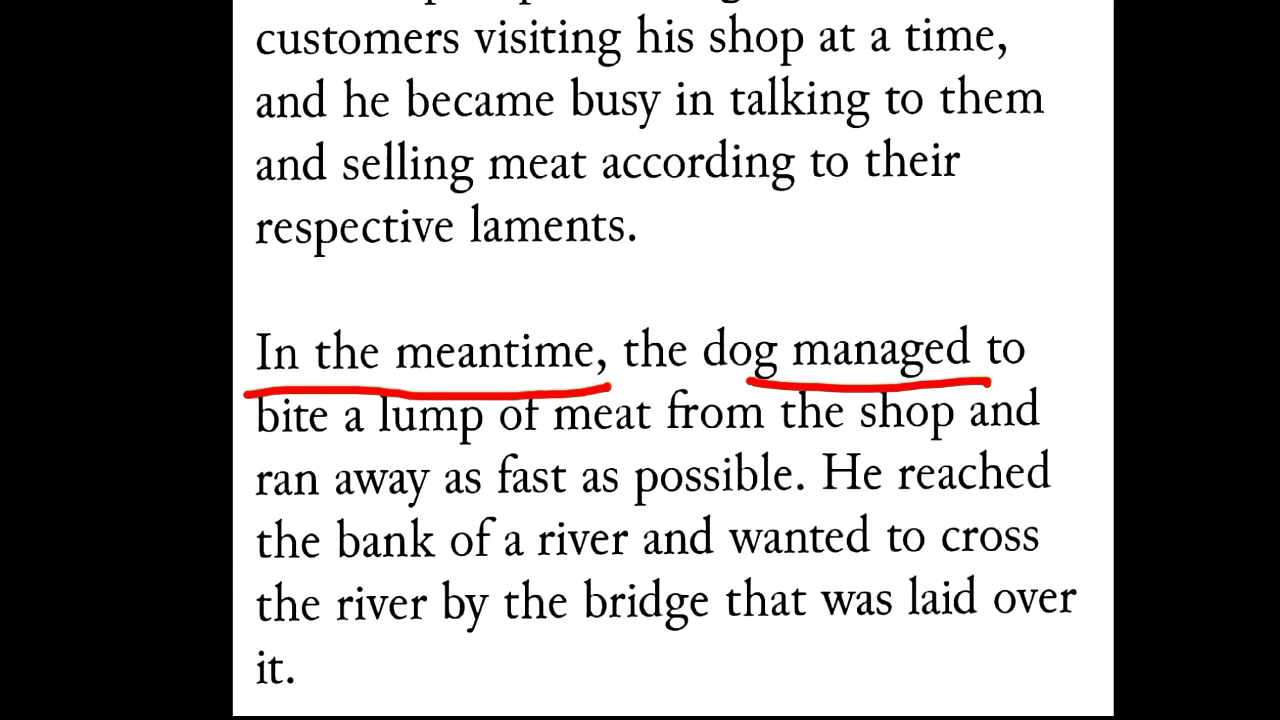 customers visiting his shop at a time,
and he became busy in talking to them
and selling meat according to their
respective laments.
In the meantime, the dog managed to
bite a lump of meat from the shop and
ran away as fast as possible. He reached
the bank of a river and wanted to cross
the river by the bridge that was laid over
it.